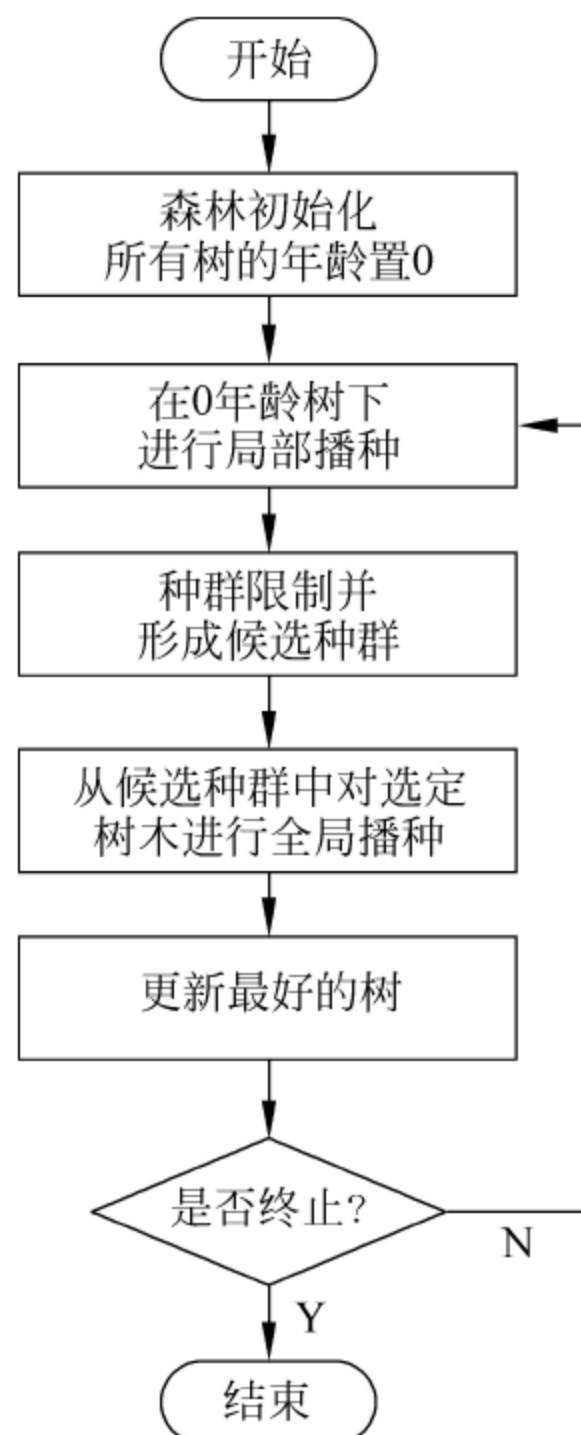 开始
森林初始化
所有树的年龄置0
在0年龄树下
进行局部播种
种群限制并
形成候选种群
从候选种群中对选定
树木进行全局播种
更新最好的树
是否终止?
N
Y
结束